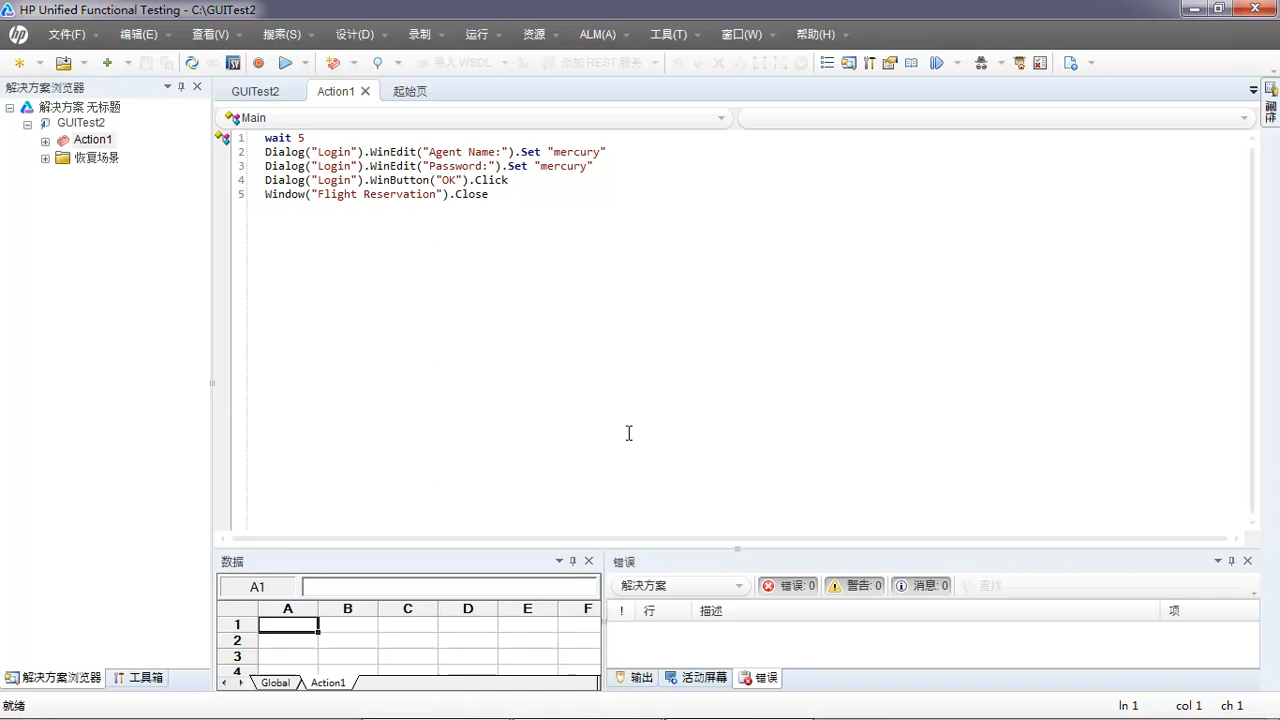 HP Unified Functional Testing - C:\GUITest2
文件(F) 编辑(E) 查看(V) 搜索(S) 设计(D) 录制 运行 资源 ALM(A) 工具(T) 窗口(W) 帮助(H)
导入 WSDL 添加 REST 服务
解决方案浏览器
GUITest2 Action1 起始页
解决方案 无标题
GUITest2
Action1
恢复场景
Main
1 wait 5
2 Dialog("Login").WinEdit("Agent Name:").Set "mercury"
3 Dialog("Login").WinEdit("Password:").Set "mercury"
4 Dialog("Login").WinButton("OK").Click
5 Window("Flight Reservation").Close
数据
A1
A B C D E F
1
2
3
4
Global Action1
错误
解决方案 错误: 0 警告: 0 消息: 0 查找
! 行 描述 项
解决方案浏览器 工具箱
输出 活动屏幕 错误
属性
就绪
ln 1 col 1 ch 1